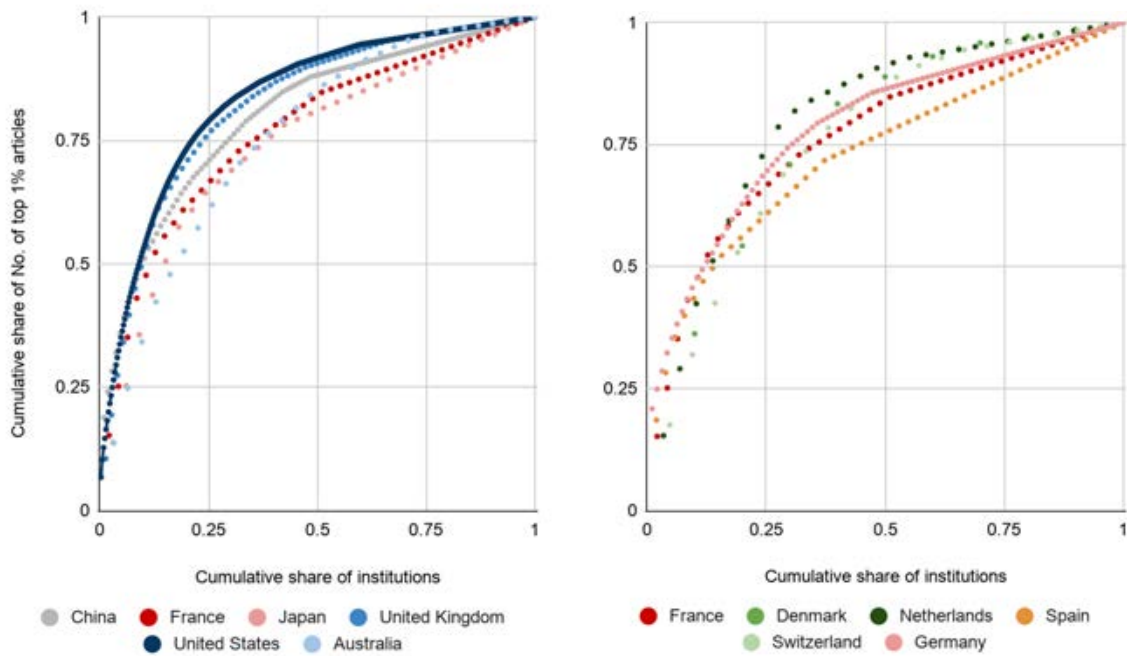 Cumulative share of No. of top 1% articles
1
0.75
0.5
0.25
0
0 0.25 0.5 0.75 1
Cumulative share of institutions
China France Japan United Kingdom
United States Australia
1
0.75
0.5
0.25
0
0 0.25 0.5 0.75 1
Cumulative share of institutions
France Denmark Netherlands Spain
Switzerland Germany